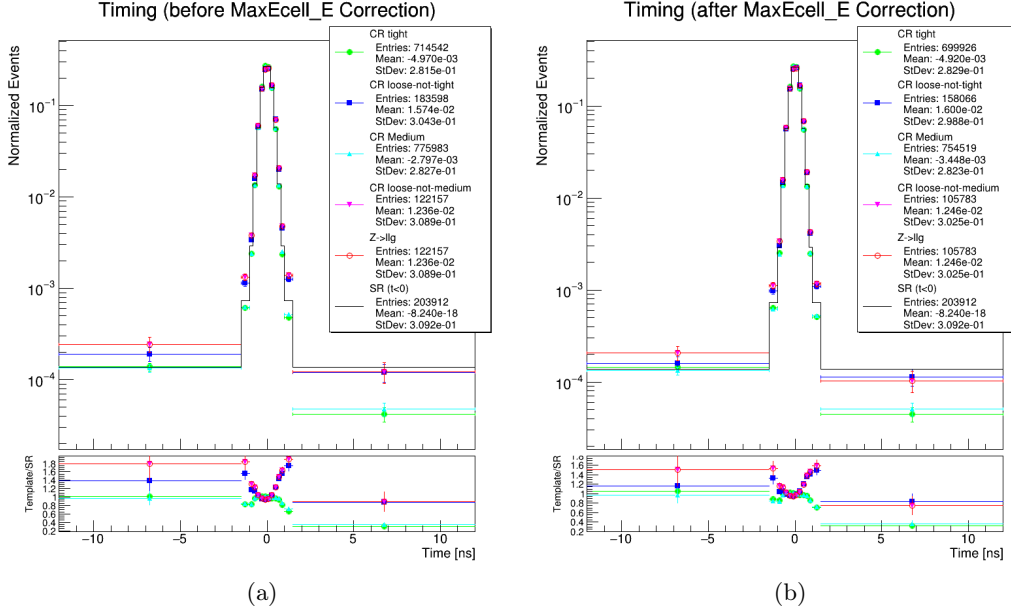 Timing (before MaxEcell_E Correction)
Normalized Events
10⁻¹
10⁻²
10⁻³
10⁻⁴
CR tight
Entries: 714542
Mean: -4.970e-03
StdDev: 2.815e-01
CR loose-not-tight
Entries: 183598
Mean: 1.574e-02
StDev: 3.043e-01
CR Medium
Entries: 775983
Mean: -2.797e-03
StDev: 2.827e-01
CR loose-not-medium
Entries: 122157
Mean: 1.236e-02
StDev: 3.089e-01
Z->llg
Entries: 122157
Mean: 1.236e-02
StDev: 3.089e-01
SR (t<0)
Entries: 203912
Mean: -8.240e-18
StDev: 3.092e-01
Template/SR
1.8
1.6
1.4
1.2
1
0.8
0.6
0.4
0.2
−10 −5 0 5 10
Time [ns]
(a)
Timing (after MaxEcell_E Correction)
Normalized Events
10⁻¹
10⁻²
10⁻³
10⁻⁴
CR tight
Entries: 699926
Mean: -4.920e-03
StDev: 2.829e-01
CR loose-not-tight
Entries: 158066
Mean: 1.600e-02
StDev: 2.988e-01
CR Medium
Entries: 754519
Mean: -3.448e-03
StDev: 2.823e-01
CR loose-not-medium
Entries: 105783
Mean: 1.246e-02
StDev: 3.025e-01
Z->llg
Entries: 105783
Mean: 1.246e-02
StDev: 3.025e-01
SR (t<0)
Entries: 203912
Mean: -8.240e-18
StDev: 3.092e-01
Template/SR
1.8
1.6
1.4
1.2
1
0.8
0.6
0.4
0.2
−10 −5 0 5 10
Time [ns]
(b)